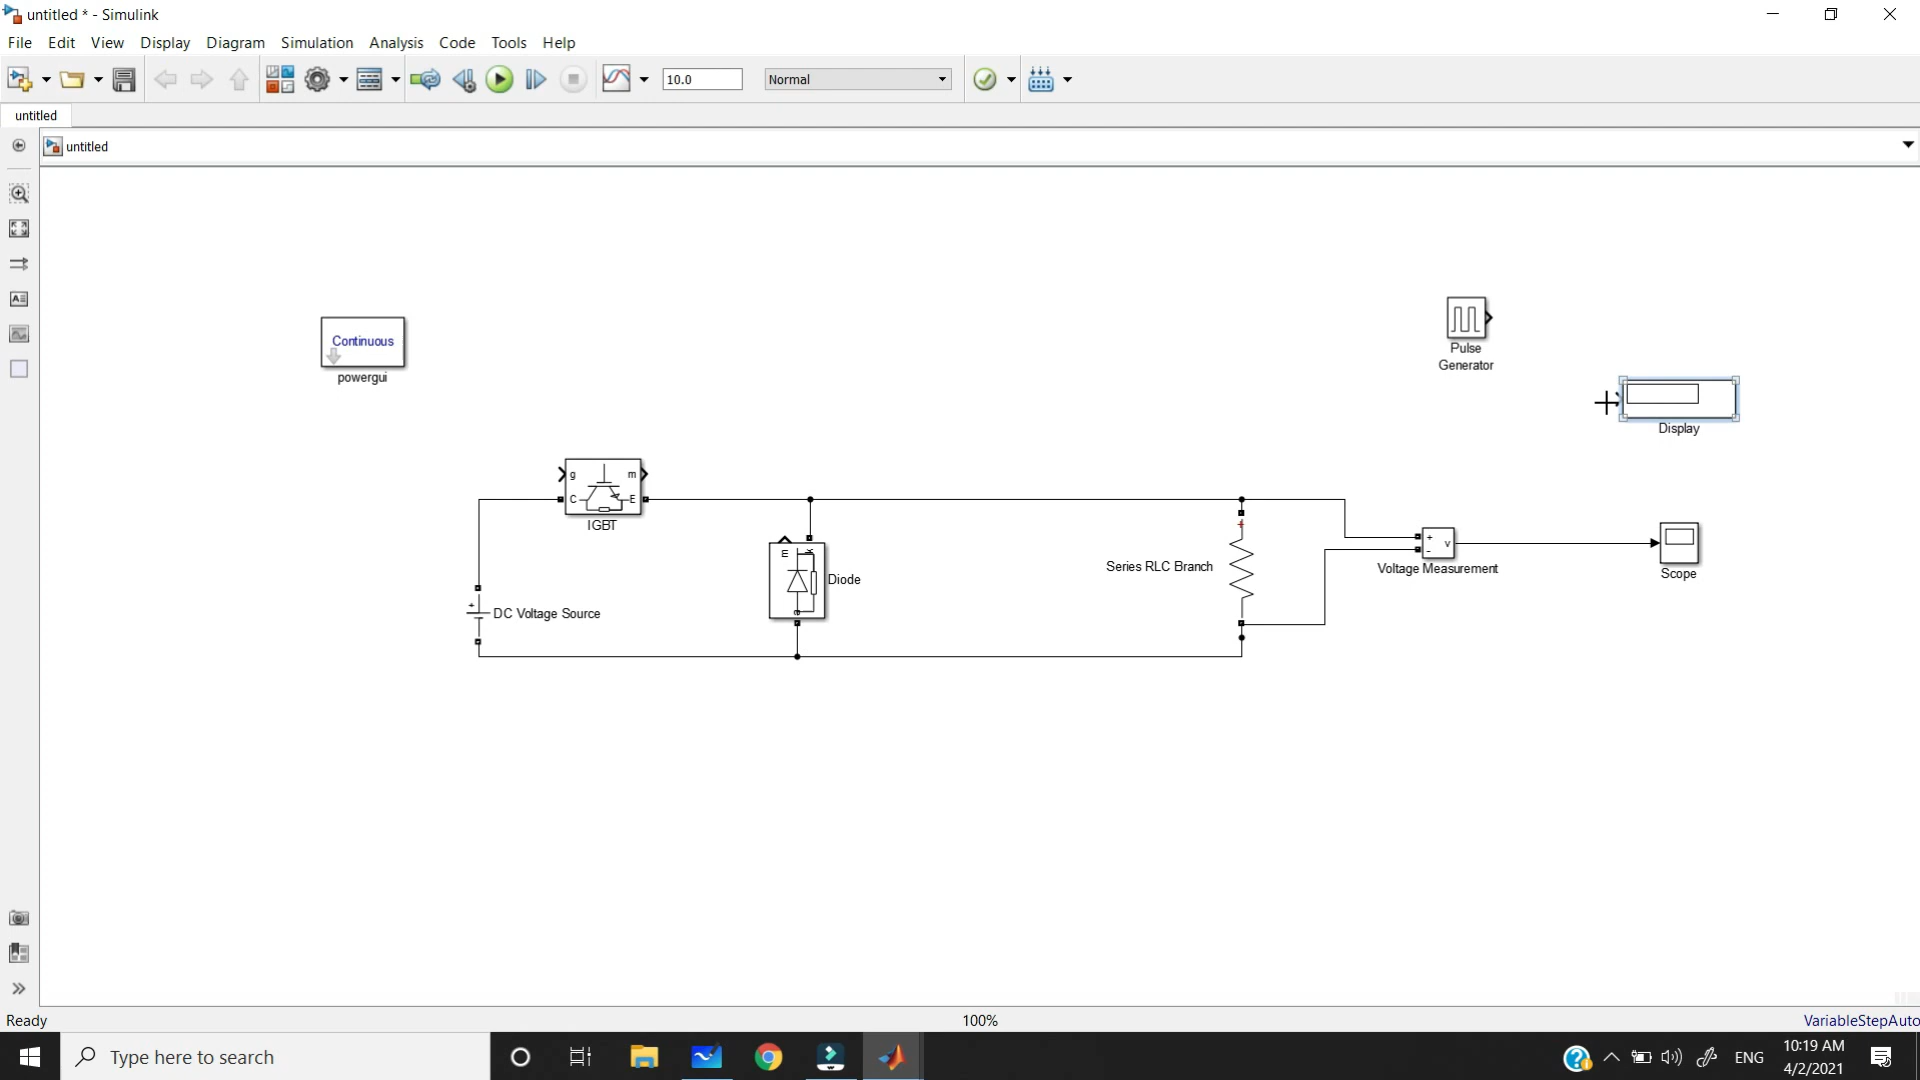 untitled * - Simulink
File Edit View Display Diagram Simulation Analysis Code Tools Help
10.0 Normal
untitled
untitled
Continuous
powergui
Pulse
Generator
Display
g m
C E
IGBT
+
DC Voltage Source
m k
a
Diode
+
Series RLC Branch
+
-
v
Voltage Measurement
Scope
Ready 100% VariableStepAuto
Type here to search
ENG
10:19 AM
4/2/2021